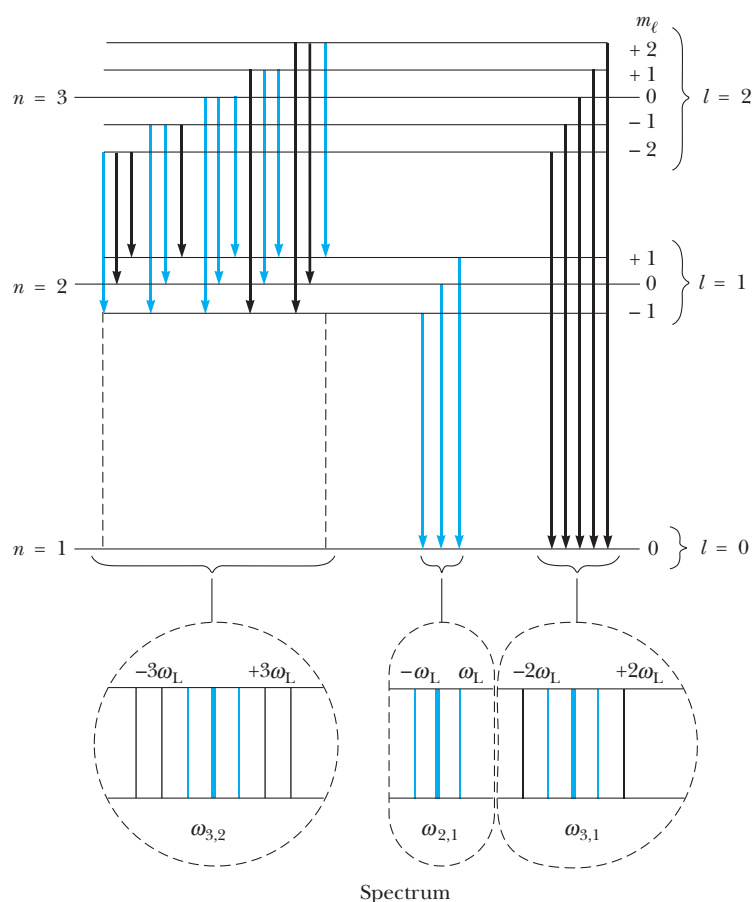 mℓ
+ 2
+ 1
n = 3
0
l = 2
− 1
− 2
+ 1
n = 2
0
l = 1
− 1
n = 1
0
l = 0
−3ωL +3ωL
−ωL ωL
−2ωL +2ωL
ω3,2
ω2,1
ω3,1
Spectrum